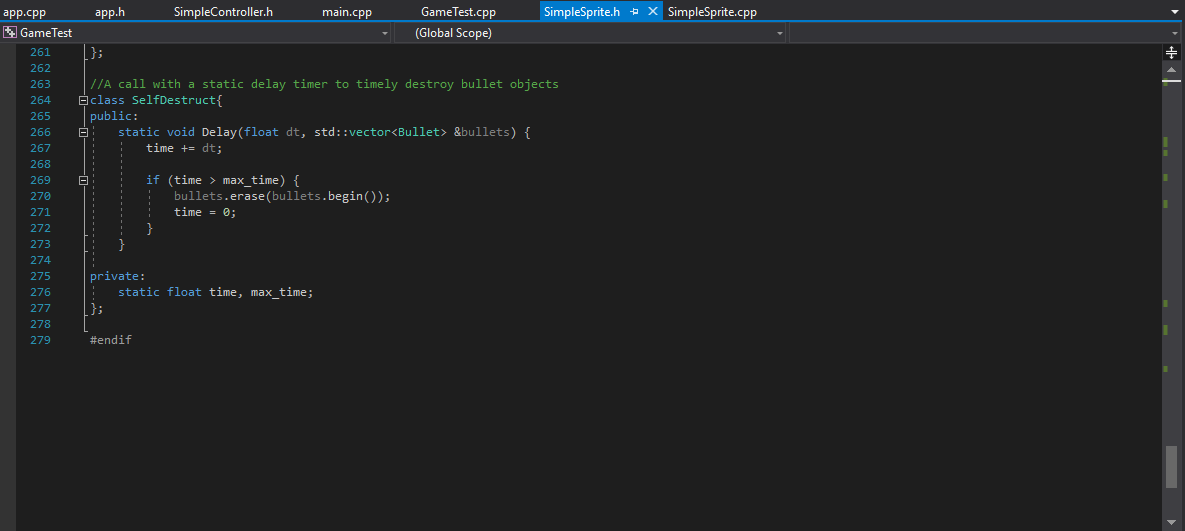 app.cpp app.h SimpleController.h main.cpp GameTest.cpp SimpleSprite.h SimpleSprite.cpp
GameTest (Global Scope)
261 };
262
263 //A call with a static delay timer to timely destroy bullet objects
264 class SelfDestruct{
265 public:
266 static void Delay(float dt, std::vector<Bullet> &bullets) {
267 time += dt;
268
269 if (time > max_time) {
270 bullets.erase(bullets.begin());
271 time = 0;
272 }
273 }
274
275 private:
276 static float time, max_time;
277 };
278
279 #endif